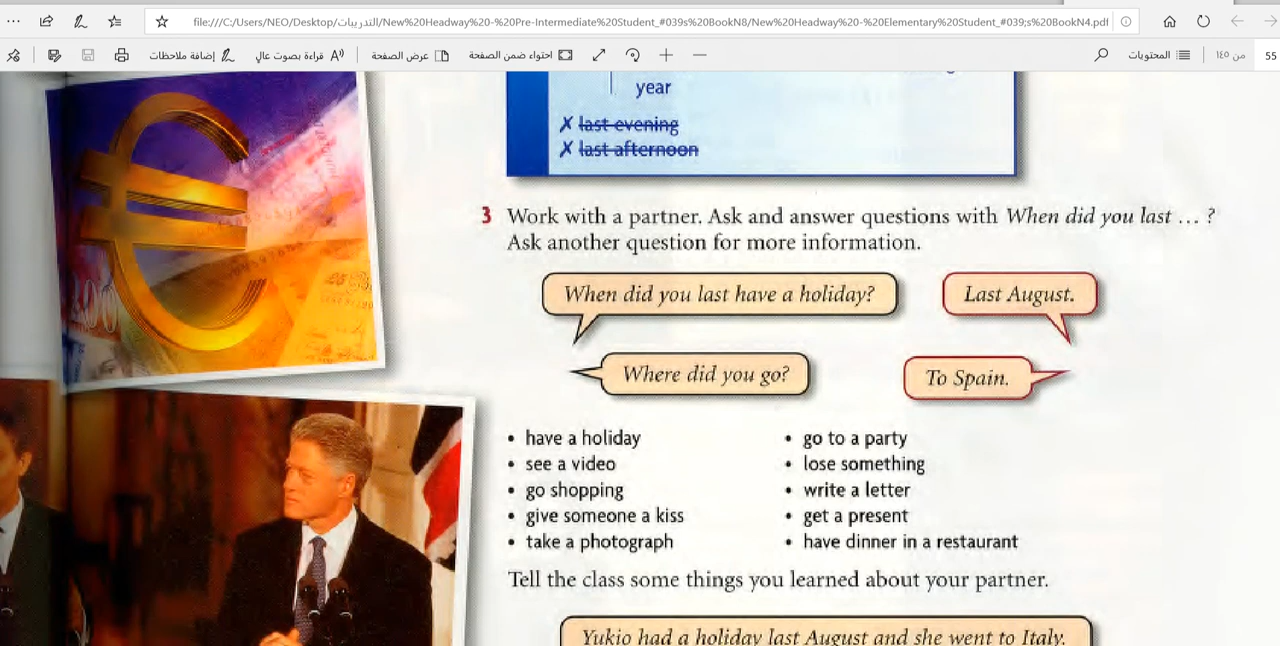 file:///C:/Users/NEO/Desktop/التدريبات/New%20Headway%20-%20Pre-Intermediate%20Student_#039s%20BookN8/New%20Headway%20-%20Elementary%20Student_#039;s%20BookN4.pdf
إضافة ملاحظات
قراءة بصوت عالٍ
عرض الصفحة
احتواء ضمن الصفحة
المحتويات
من ١٤٥
55
year
✗ last evening
✗ last afternoon
3 Work with a partner. Ask and answer questions with When did you last … ?
Ask another question for more information.
When did you last have a holiday?
Last August.
Where did you go?
To Spain.
• have a holiday
• see a video
• go shopping
• give someone a kiss
• take a photograph
• go to a party
• lose something
• write a letter
• get a present
• have dinner in a restaurant
Tell the class some things you learned about your partner.
Yukio had a holiday last August and she went to Italy.